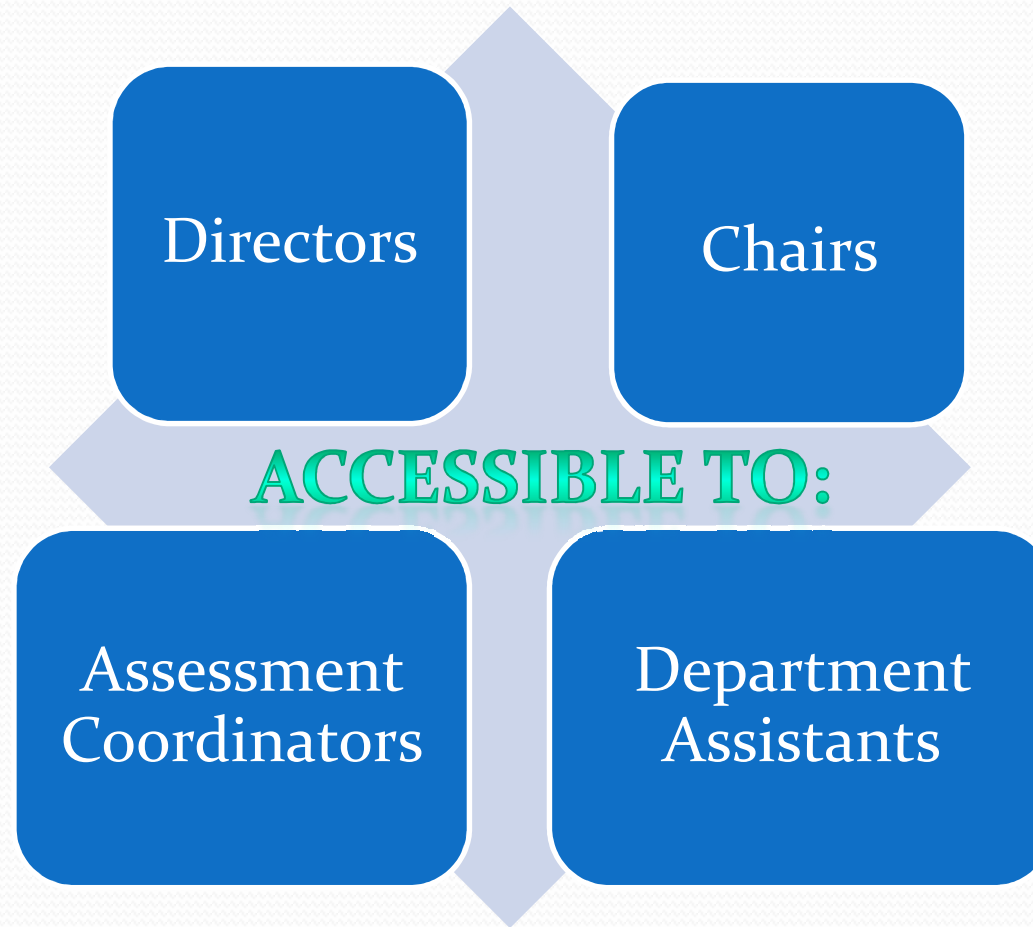 Directors
Chairs
ACCESSIBLE TO:
Assessment
Coordinators
Department
Assistants